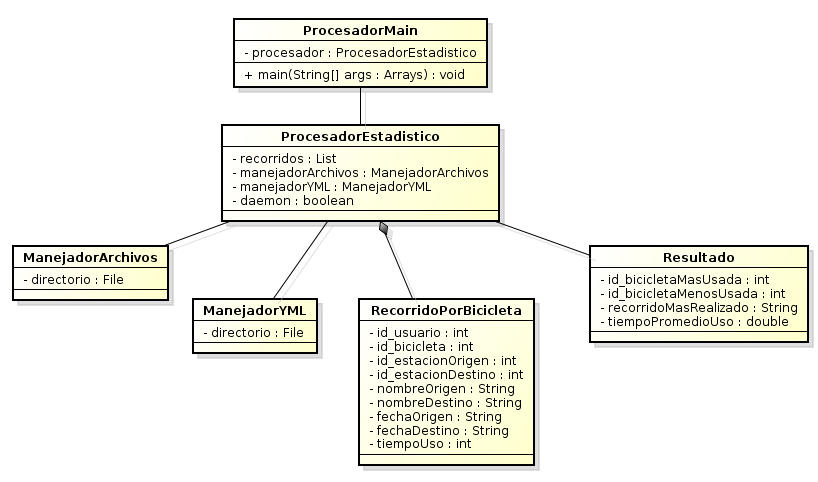 ProcesadorMain
- procesador : ProcesadorEstadistico
+ main(String[] args : Arrays) : void
ProcesadorEstadistico
- recorridos : List
- manejadorArchivos : ManejadorArchivos
- manejadorYML : ManejadorYML
- daemon : boolean
ManejadorArchivos
- directorio : File
ManejadorYML
- directorio : File
RecorridoPorBicicleta
- id_usuario : int
- id_bicicleta : int
- id_estacionOrigen : int
- id_estacionDestino : int
- nombreOrigen : String
- nombreDestino : String
- fechaOrigen : String
- fechaDestino : String
- tiempoUso : int
Resultado
- id_bicicletaMasUsada : int
- id_bicicletaMenosUsada : int
- recorridoMasRealizado : String
- tiempoPromedioUso : double